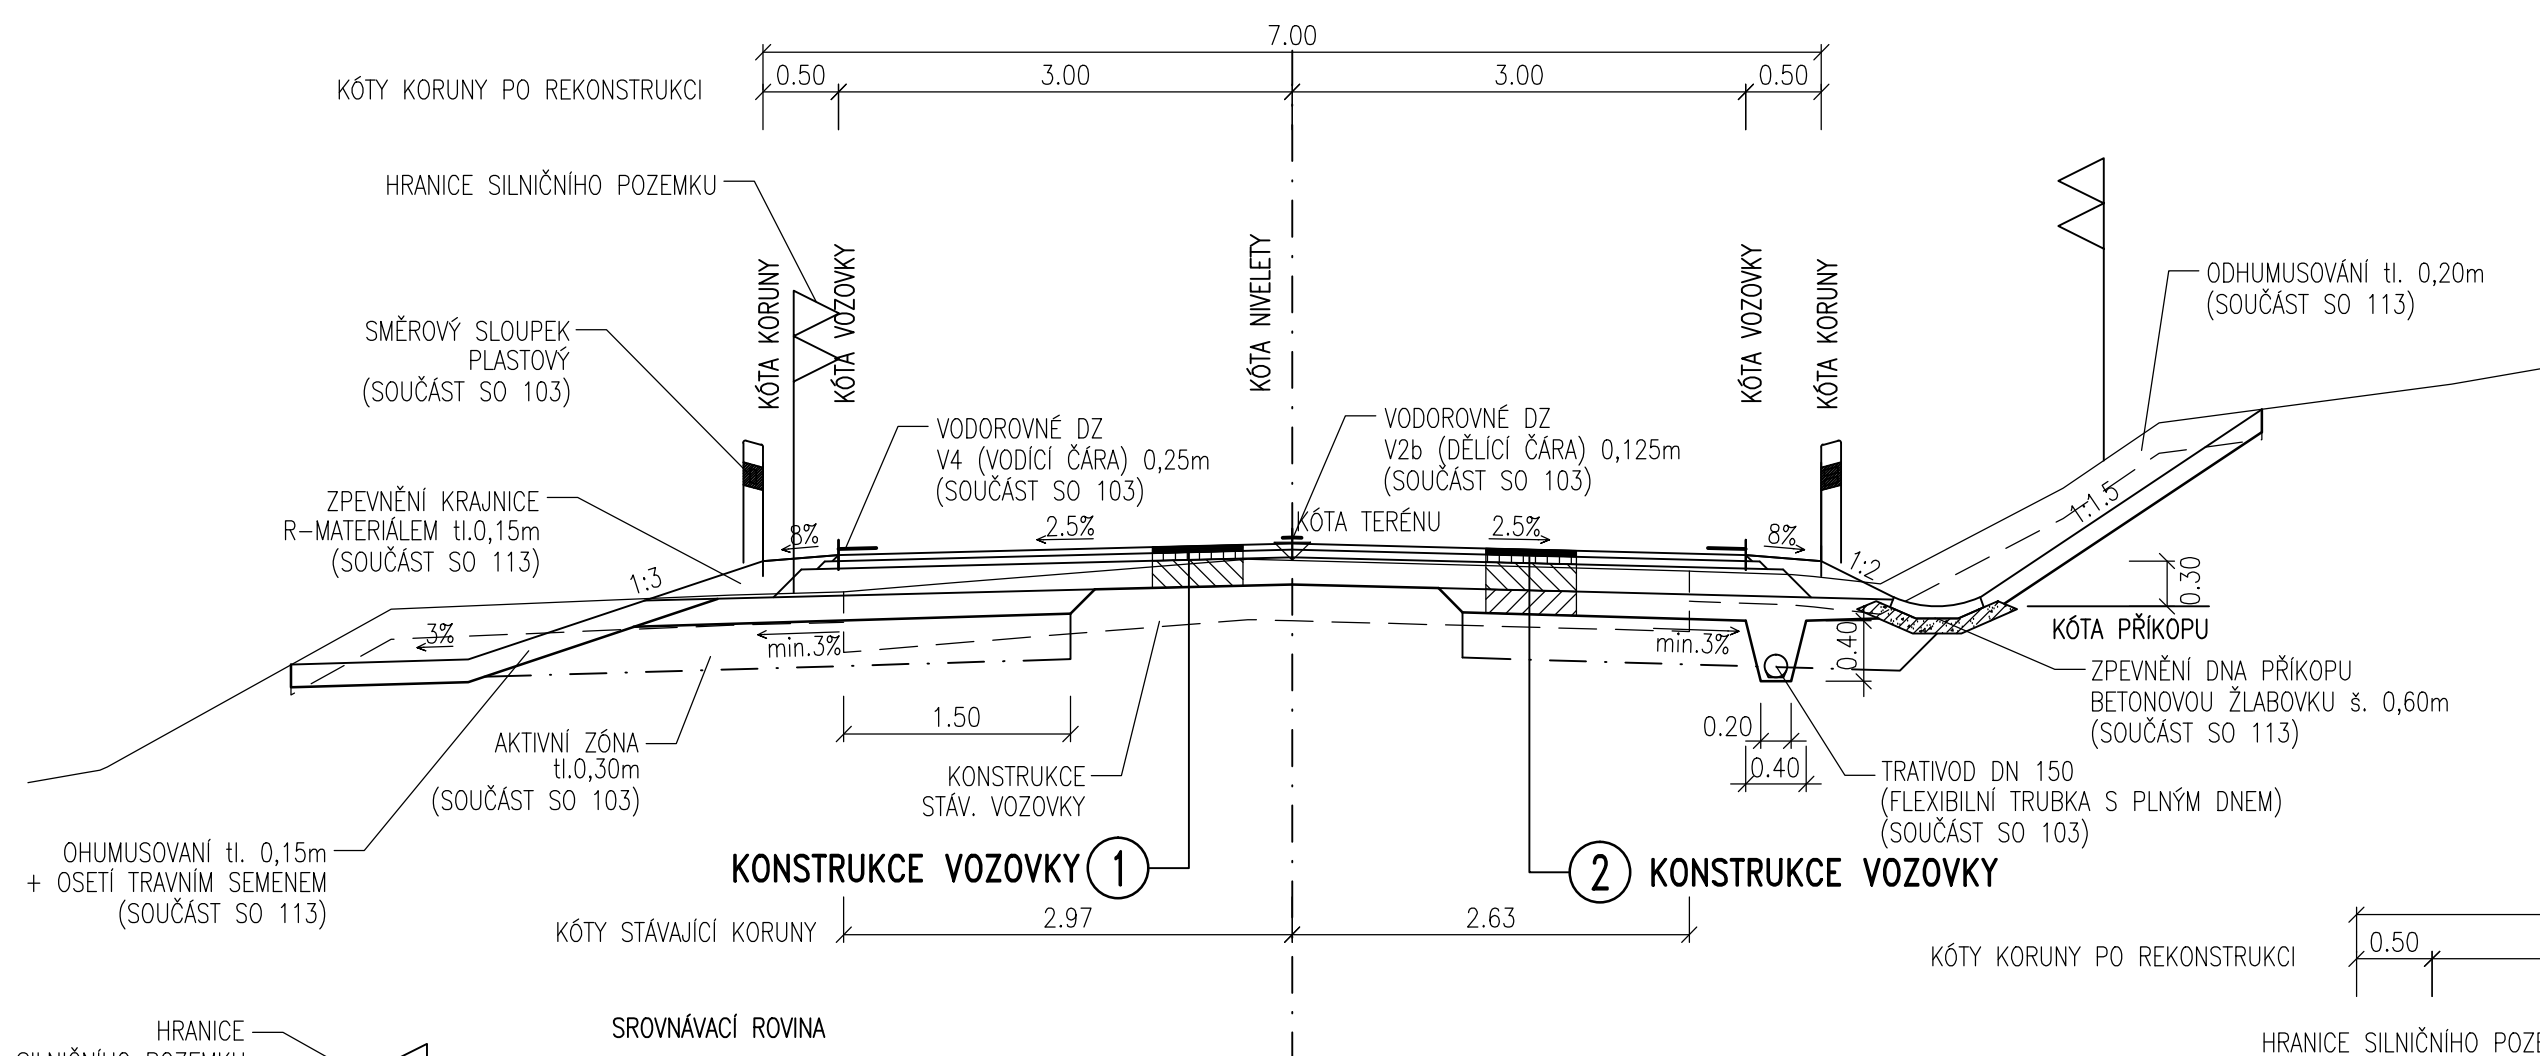 7.00
KÓTY KORUNY PO REKONSTRUKCI
0.50
3.00
3.00
0.50
HRANICE SILNIČNÍHO POZEMKU
KÓTA KORUNY
KÓTA VOZOVKY
KÓTA NIVELETY
KÓTA VOZOVKY
KÓTA KORUNY
ODHUMUSOVÁNÍ tl. 0,20m
(SOUČÁST SO 113)
SMĚROVÝ SLOUPEK
PLASTOVÝ
(SOUČÁST SO 103)
VODOROVNÉ DZ
V4 (VODÍCÍ ČÁRA) 0,25m
(SOUČÁST SO 103)
VODOROVNÉ DZ
V2b (DĚLÍCÍ ČÁRA) 0,125m
(SOUČÁST SO 103)
ZPEVNĚNÍ KRAJNICE
R-MATERIÁLEM tl.0,15m
(SOUČÁST SO 113)
8%
2.5%
KÓTA TERÉNU
2.5%
8%
1:3
1:2
1:1.5
0.30
KÓTA PŘÍKOPU
3%
min.3%
min.3%
0.40
ZPEVNĚNÍ DNA PŘÍKOPU
BETONOVOU ŽLABOVKU š. 0,60m
(SOUČÁST SO 113)
1.50
0.20
0.40
AKTIVNÍ ZÓNA
tl.0,30m
(SOUČÁST SO 103)
KONSTRUKCE
STÁV. VOZOVKY
TRATIVOD DN 150
(FLEXIBILNÍ TRUBKA S PLNÝM DNEM)
(SOUČÁST SO 103)
OHUMUSOVANÍ tl. 0,15m
+ OSETÍ TRAVNÍM SEMENEM
(SOUČÁST SO 113)
KONSTRUKCE VOZOVKY 1
2 KONSTRUKCE VOZOVKY
KÓTY STÁVAJÍCÍ KORUNY
2.97
2.63
KÓTY KORUNY PO REKONSTRUKCI
0.50
SROVNÁVACÍ ROVINA
HRANICE
SILNIČNÍHO POZEMKU
HRANICE SILNIČNÍHO POZE